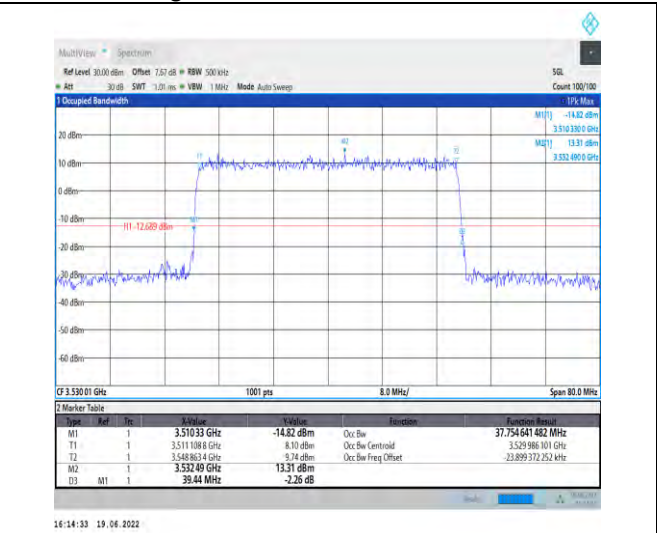 MultiView Spectrum
Ref Level 30.00 dBm Offset 7.67 dB RBW 500 kHz SGL
Att 30 dB SWT 1.01 ms VBW 1 MHz Mode Auto Sweep Count 100/100
1 Occupied Bandwidth 1Pk Max
M1[1] -14.82 dBm
3.510 330 0 GHz
M2[1] 13.31 dBm
3.532 490 0 GHz
20 dBm
M2
T1
T2
10 dBm
0 dBm
-10 dBm
M1
H1 -12.689 dBm
-20 dBm
-30 dBm
-40 dBm
-50 dBm
-60 dBm
CF 3.530 01 GHz 1001 pts 8.0 MHz/ Span 80.0 MHz
2 Marker Table
Type Ref Trc X-Value Y-Value Function Function Result
M1 1 3.510 33 GHz -14.82 dBm Occ Bw 37.754 641 482 MHz
T1 1 3.511 108 8 GHz 8.10 dBm Occ Bw Centroid 3.529 986 101 GHz
T2 1 3.548 863 4 GHz 9.74 dBm Occ Bw Freq Offset -23.899 372 252 kHz
M2 1 3.532 49 GHz 13.31 dBm
D3 M1 1 39.44 MHz -2.26 dB
16:14:33 19.06.2022